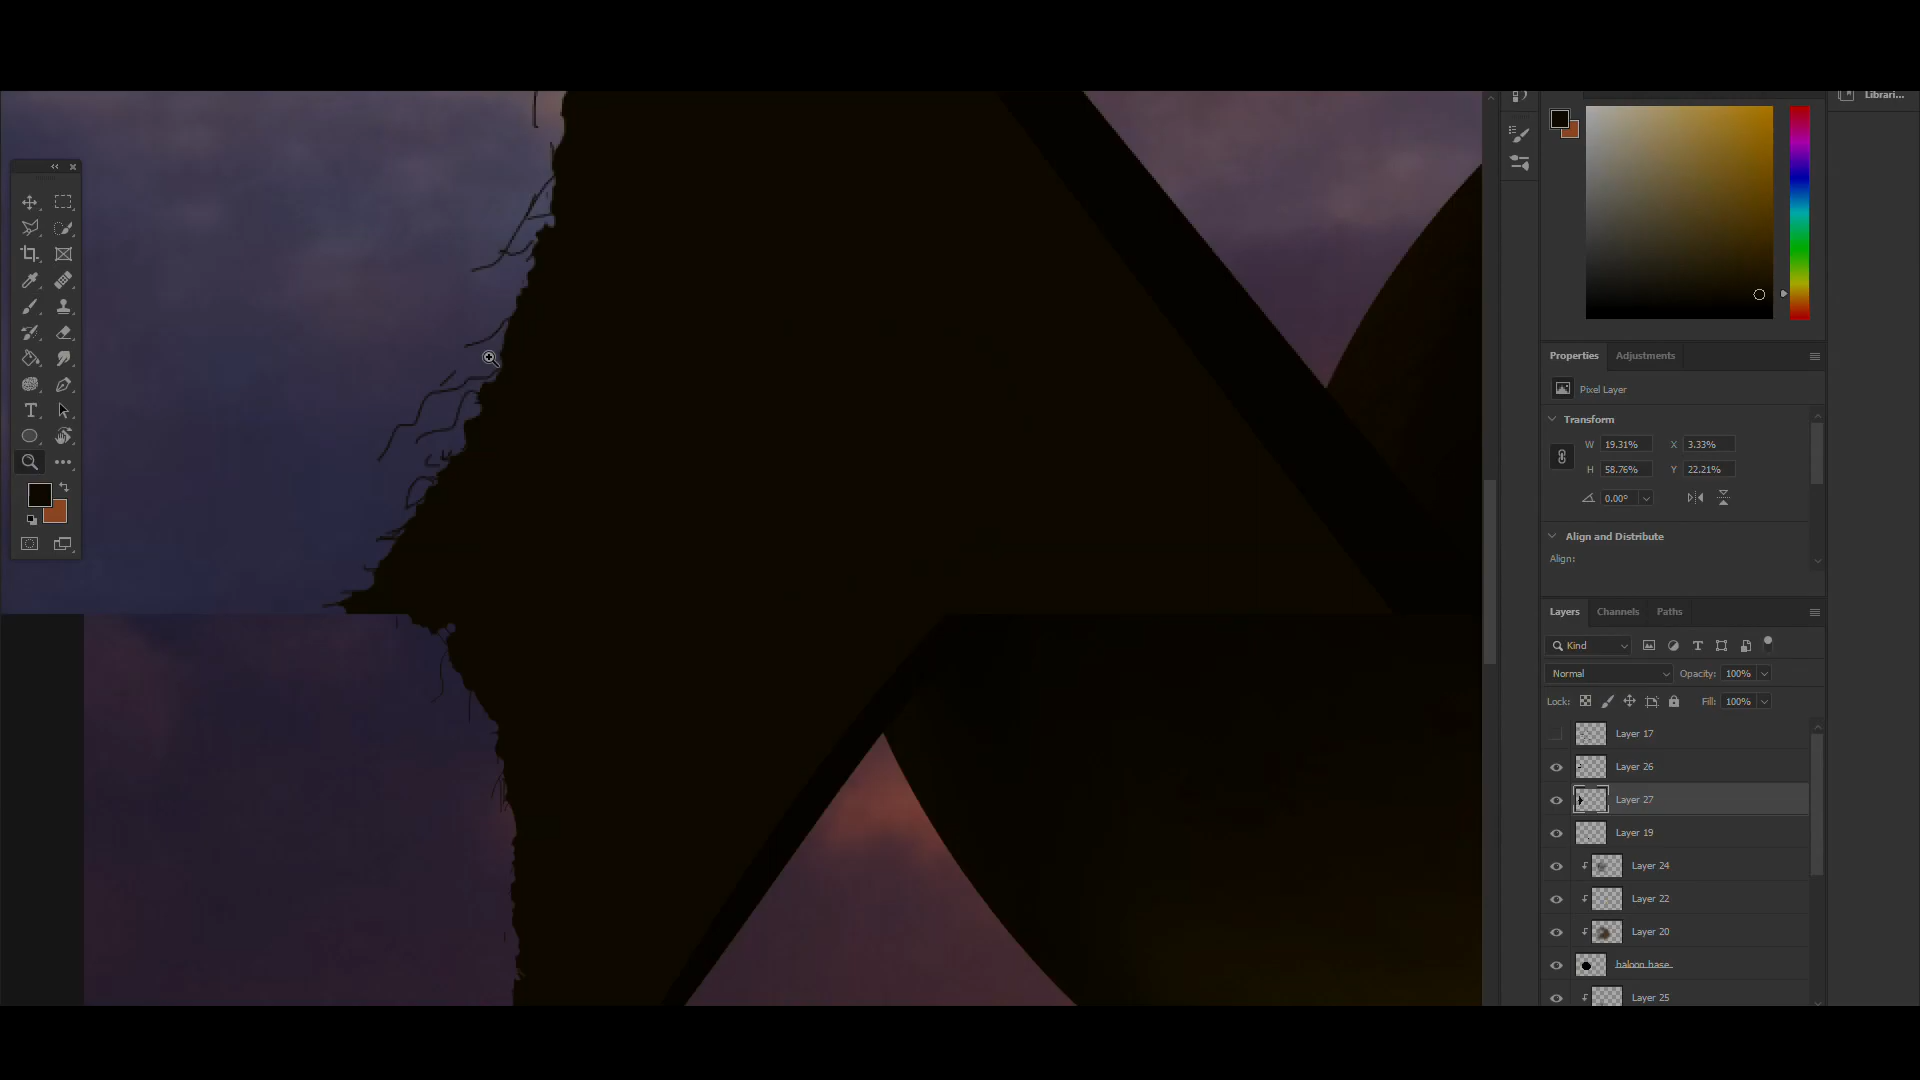 Librari...
Properties Adjustments
Pixel Layer
Transform
W 19.31% X 3.33%
H 58.76% Y 22.21%
0.00°
Align and Distribute
Align:
Layers Channels Paths
Kind
Normal Opacity: 100%
Lock: Fill: 100%
Layer 17
Layer 26
Layer 27
Layer 19
Layer 24
Layer 22
Layer 20
baloon base
Layer 25